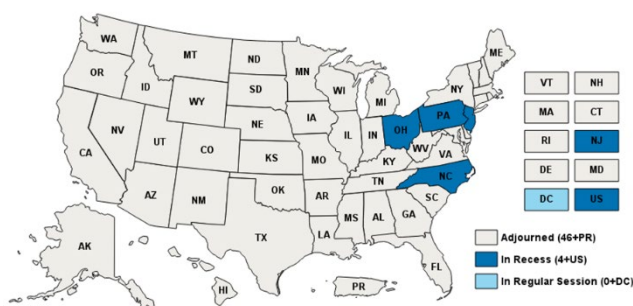 WA
MT
ND
MN
ME
OR
ID
SD
WI
MI
NY
VT
NH
WY
NE
IA
PA
MA
CT
NV
UT
CO
IL
IN
OH
WV
VA
RI
NJ
CA
KS
MO
KY
DE
MD
AZ
NM
OK
AR
TN
NC
SC
DC
US
TX
LA
MS
AL
GA
FL
AK
HI
PR
Adjourned (46+PR)
In Recess (4+US)
In Regular Session (0+DC)